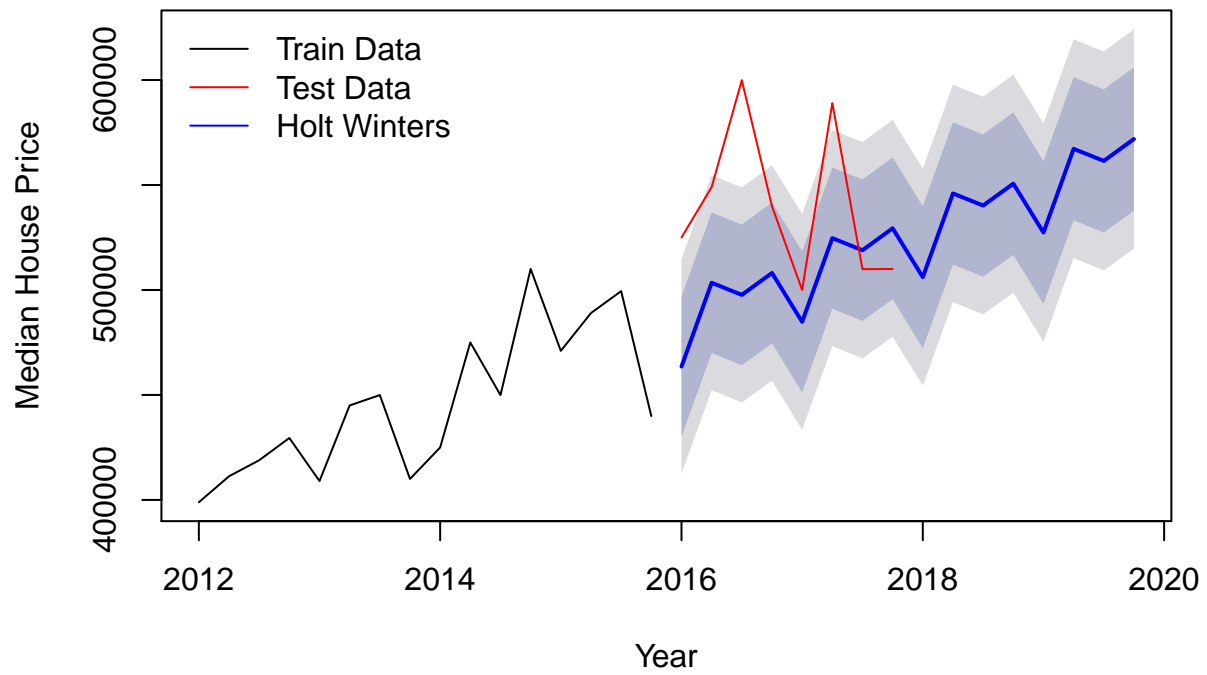 Train Data
Test Data
Holt Winters
Median House Price
600000
500000
400000
2012 2014 2016 2018 2020
Year